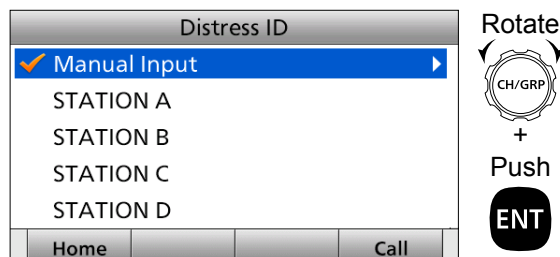 Distress ID
Manual Input
STATION A
STATION B
STATION C
STATION D
Home Call
Rotate
CH/GRP
+
Push
ENT